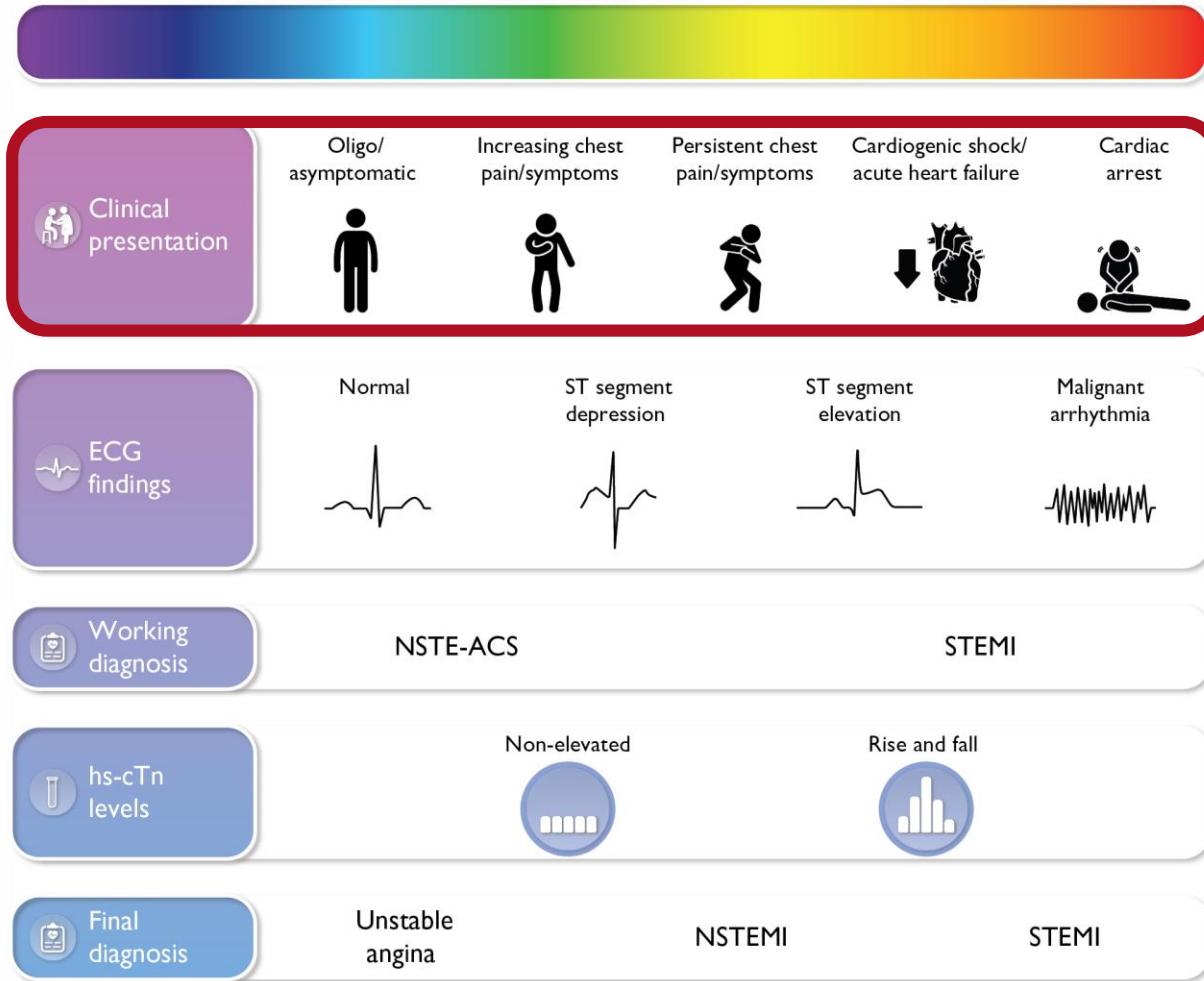 Clinical
presentation
Oligo/
asymptomatic
Increasing chest
pain/symptoms
Persistent chest
pain/symptoms
Cardiogenic shock/
acute heart failure
Cardiac
arrest
ECG
findings
Normal
ST segment
depression
ST segment
elevation
Malignant
arrhythmia
Working
diagnosis
NSTE-ACS
STEMI
hs-cTn
levels
Non-elevated
Rise and fall
Final
diagnosis
Unstable
angina
NSTEMI
STEMI